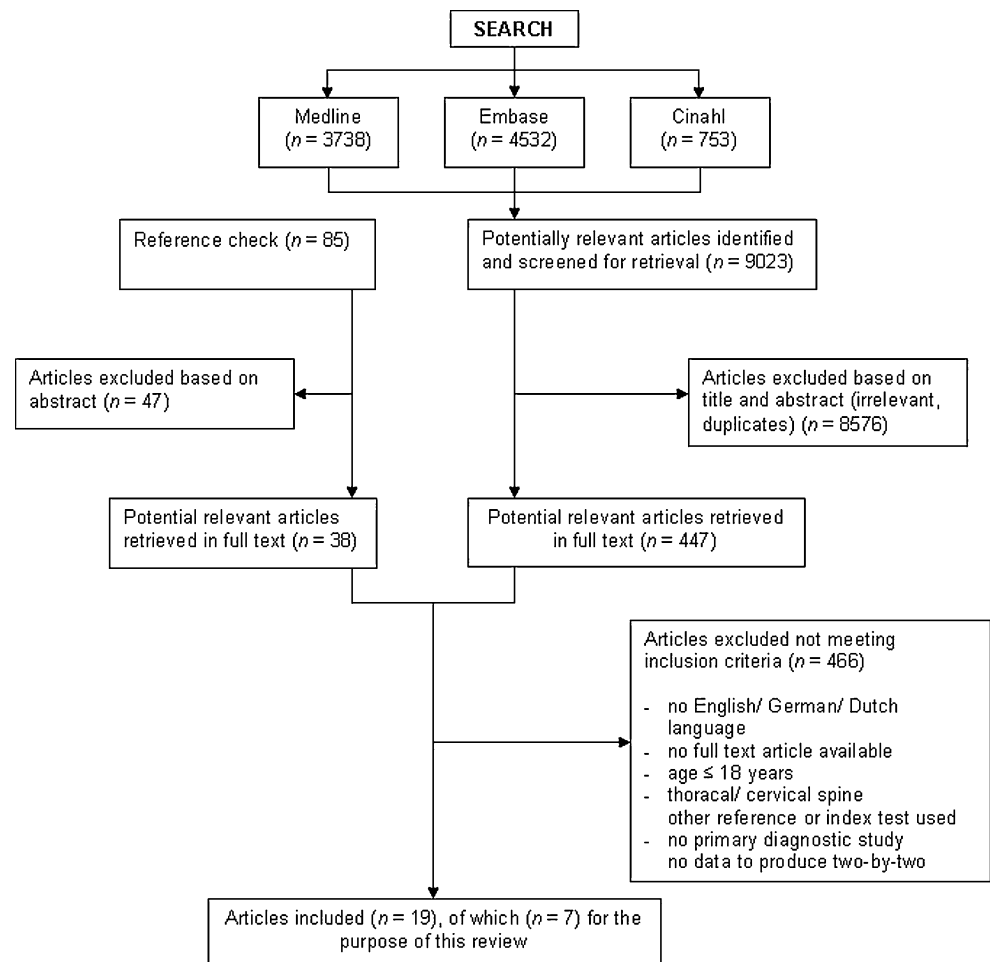 SEARCH
Medline
(n = 3738)
Embase
(n = 4532)
Cinahl
(n = 753)
Reference check (n = 85)
Potentially relevant articles identified
and screened for retrieval (n = 9023)
Articles excluded based on
abstract (n = 47)
Articles excluded based on
title and abstract (irrelevant,
duplicates) (n = 8576)
Potential relevant articles
retrieved in full text (n = 38)
Potential relevant articles retrieved
in full text (n = 447)
Articles excluded not meeting
inclusion criteria (n = 466)
- no English/ German/ Dutch
language
- no full text article available
- age ≤ 18 years
- thoracal/ cervical spine
other reference or index test used
- no primary diagnostic study
no data to produce two-by-two
Articles included (n = 19), of which (n = 7) for the
purpose of this review